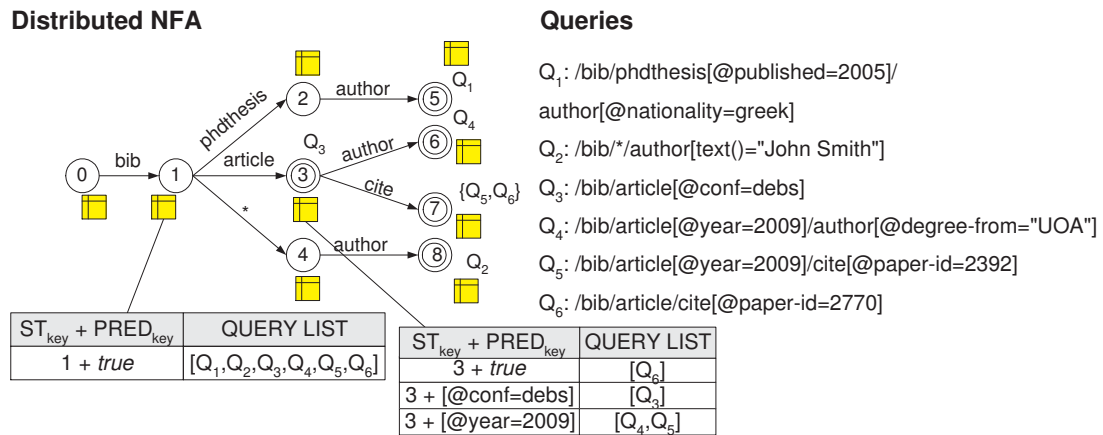 Distributed NFA
Queries
0
bib
1
phdthesis
2
author
5
Q1
article
Q3
3
author
6
Q4
cite
7
{Q5,Q6}
*
4
author
8
Q2
Q1: /bib/phdthesis[@published=2005]/
author[@nationality=greek]
Q2: /bib/*/author[text()="John Smith"]
Q3: /bib/article[@conf=debs]
Q4: /bib/article[@year=2009]/author[@degree-from="UOA"]
Q5: /bib/article[@year=2009]/cite[@paper-id=2392]
Q6: /bib/article/cite[@paper-id=2770]
STkey + PREDkey QUERY LIST
1 + true [Q1,Q2,Q3,Q4,Q5,Q6]
STkey + PREDkey QUERY LIST
3 + true [Q6]
3 + [@conf=debs] [Q3]
3 + [@year=2009] [Q4,Q5]